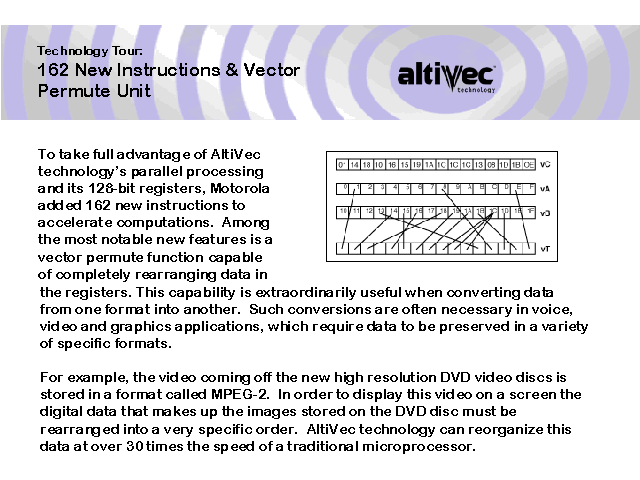 Technology Tour:
162 New Instructions & Vector
Permute Unit
altivec
technology
To take full advantage of AltiVec
technology's parallel processing
and its 128-bit registers, Motorola
added 162 new instructions to
accelerate computations. Among
the most notable new features is a
vector permute function capable
of completely rearranging data in
the registers. This capability is extraordinarily useful when converting data
from one format into another. Such conversions are often necessary in voice,
video and graphics applications, which require data to be preserved in a variety
of specific formats.
14 18 10 16 15 19 1A 1C 1C 1C 13 08 1D 1B 0E VC
0 1 2 3 4 5 6 7 8 9 A B C D E F VA
10 11 12 13 14 15 16 17 18 19 1A 1B 1C 1D 1E 1F
VT
For example, the video coming off the new high resolution DVD video discs is
stored in a format called MPEG-2. In order to display this video on a screen the
digital data that makes up the images stored on the DVD disc must be
rearranged into a very specific order. AltiVec technology can reorganize this
data at over 30 times the speed of a traditional microprocessor.